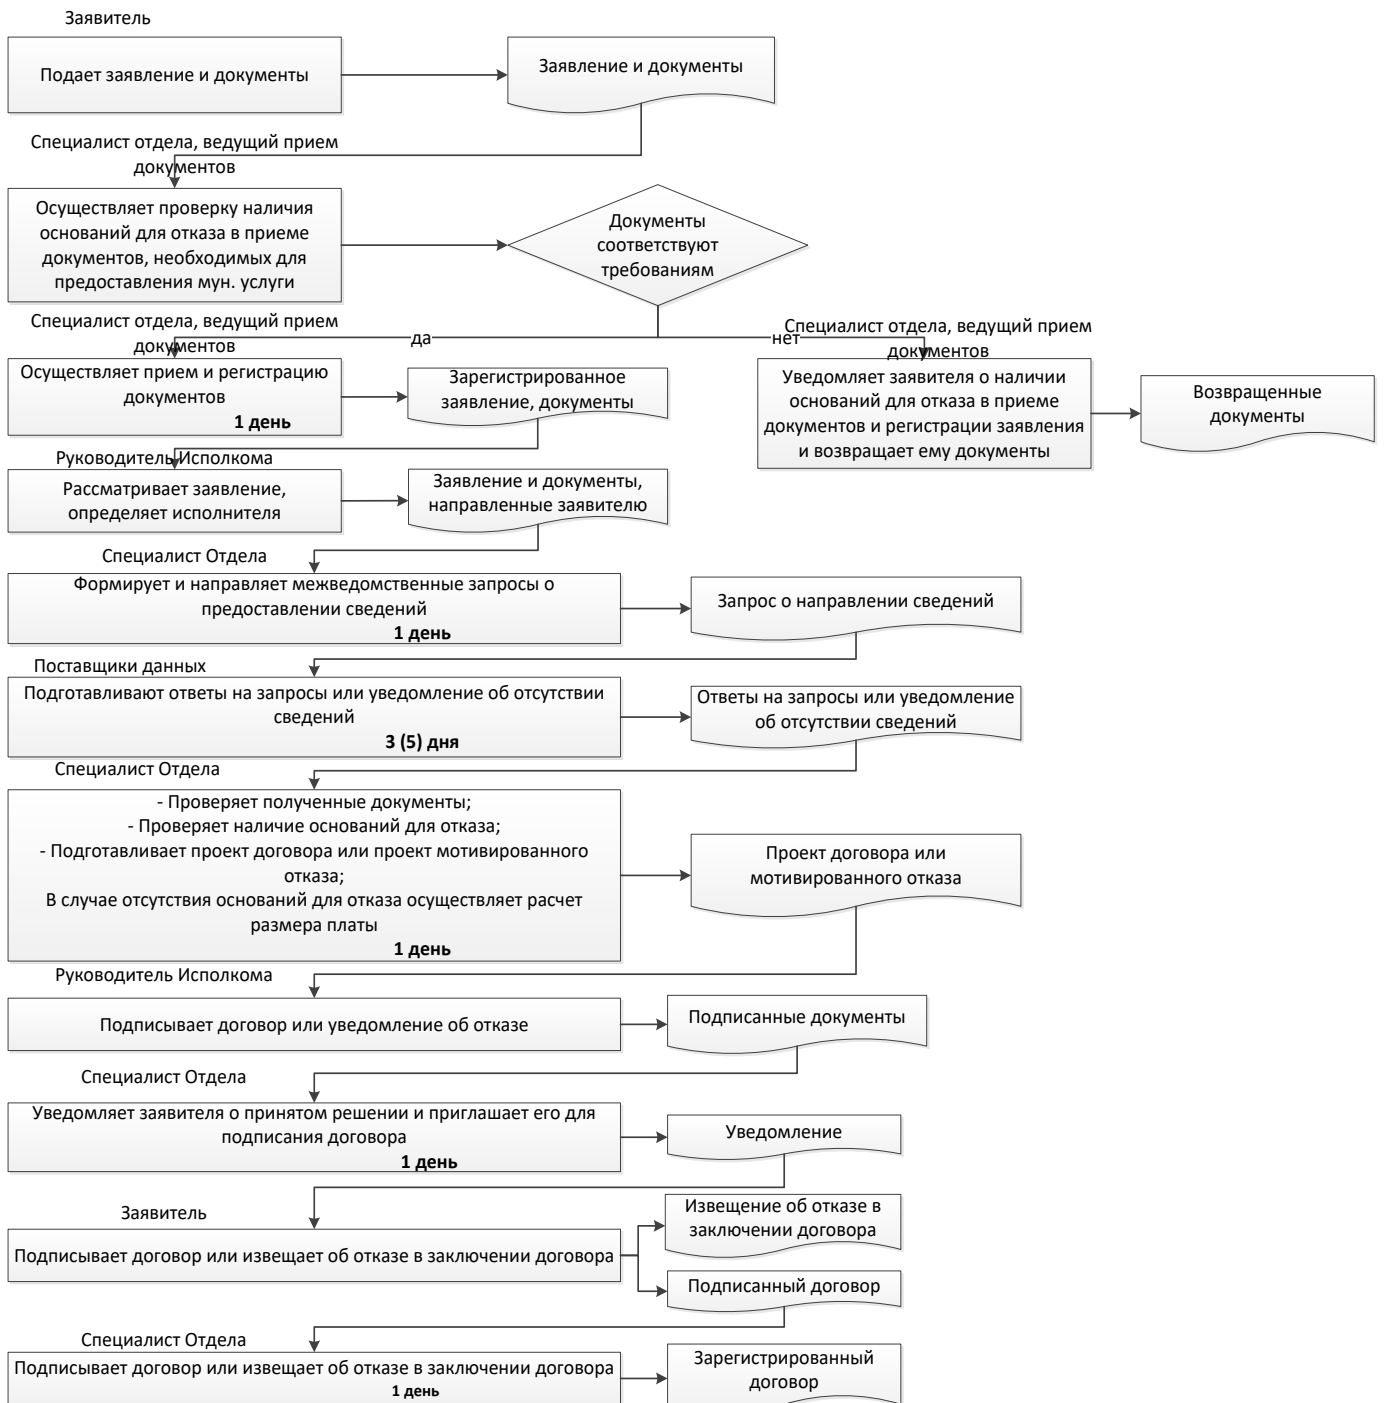 Заявитель
Подает заявление и документы
Заявление и документы
Специалист отдела, ведущий прием
документов
Осуществляет проверку наличия
оснований для отказа в приеме
документов, необходимых для
предоставления мун. услуги
Документы
соответствуют
требованиям
да
нет
Специалист отдела, ведущий прием
документов
Осуществляет прием и регистрацию
документов
1 день
Зарегистрированное
заявление, документы
Специалист отдела, ведущий прием
документов
Уведомляет заявителя о наличии
оснований для отказа в приеме
документов и регистрации заявления
и возвращает ему документы
Возвращенные
документы
Руководитель Исполкома
Рассматривает заявление,
определяет исполнителя
Заявление и документы,
направленные заявителю
Специалист Отдела
Формирует и направляет межведомственные запросы о
предоставлении сведений
1 день
Запрос о направлении сведений
Поставщики данных
Подготавливают ответы на запросы или уведомление об отсутствии
сведений
3 (5) дня
Ответы на запросы или уведомление
об отсутствии сведений
Специалист Отдела
- Проверяет полученные документы;
- Проверяет наличие оснований для отказа;
- Подготавливает проект договора или проект мотивированного
отказа;
В случае отсутствия оснований для отказа осуществляет расчет
размера платы
1 день
Проект договора или
мотивированного отказа
Руководитель Исполкома
Подписывает договор или уведомление об отказе
Подписанные документы
Специалист Отдела
Уведомляет заявителя о принятом решении и приглашает его для
подписания договора
1 день
Уведомление
Заявитель
Подписывает договор или извещает об отказе в заключении договора
Извещение об отказе в
заключении договора
Подписанный договор
Специалист Отдела
Подписывает договор или извещает об отказе в заключении договора
1 день
Зарегистрированный
договор